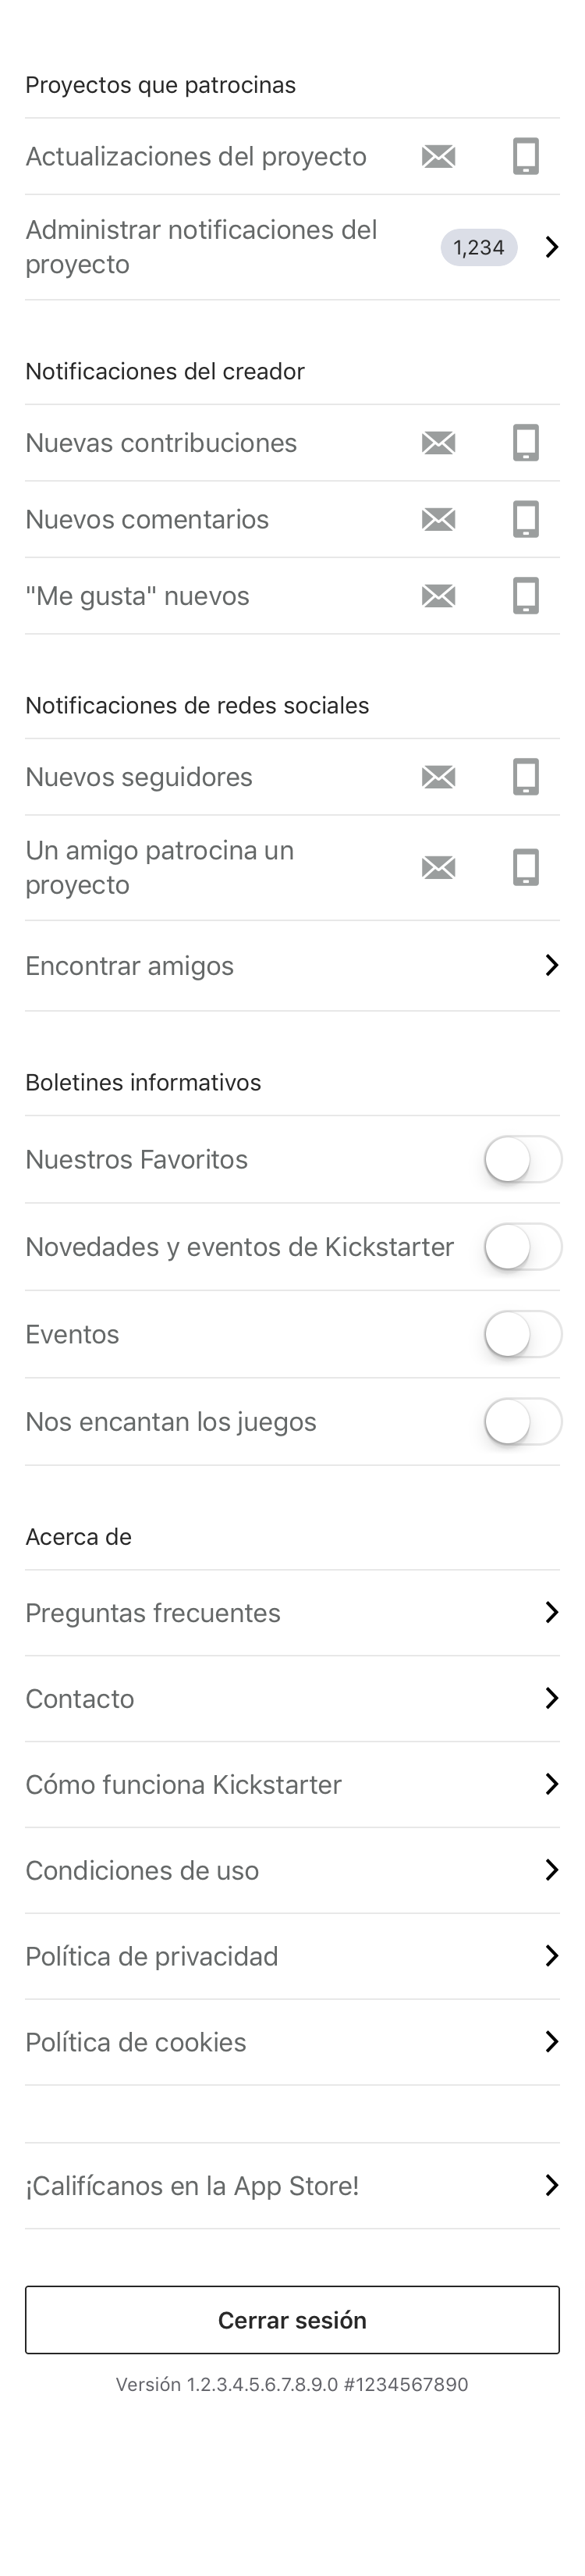 Proyectos que patrocinas
Actualizaciones del proyecto
Administrar notificaciones del
proyecto
1,234
Notificaciones del creador
Nuevas contribuciones
Nuevos comentarios
"Me gusta" nuevos
Notificaciones de redes sociales
Nuevos seguidores
Un amigo patrocina un
proyecto
Encontrar amigos
Boletines informativos
Nuestros Favoritos
Novedades y eventos de Kickstarter
Eventos
Nos encantan los juegos
Acerca de
Preguntas frecuentes
Contacto
Cómo funciona Kickstarter
Condiciones de uso
Política de privacidad
Política de cookies
¡Califícanos en la App Store!
Cerrar sesión
Versión 1.2.3.4.5.6.7.8.9.0 #1234567890